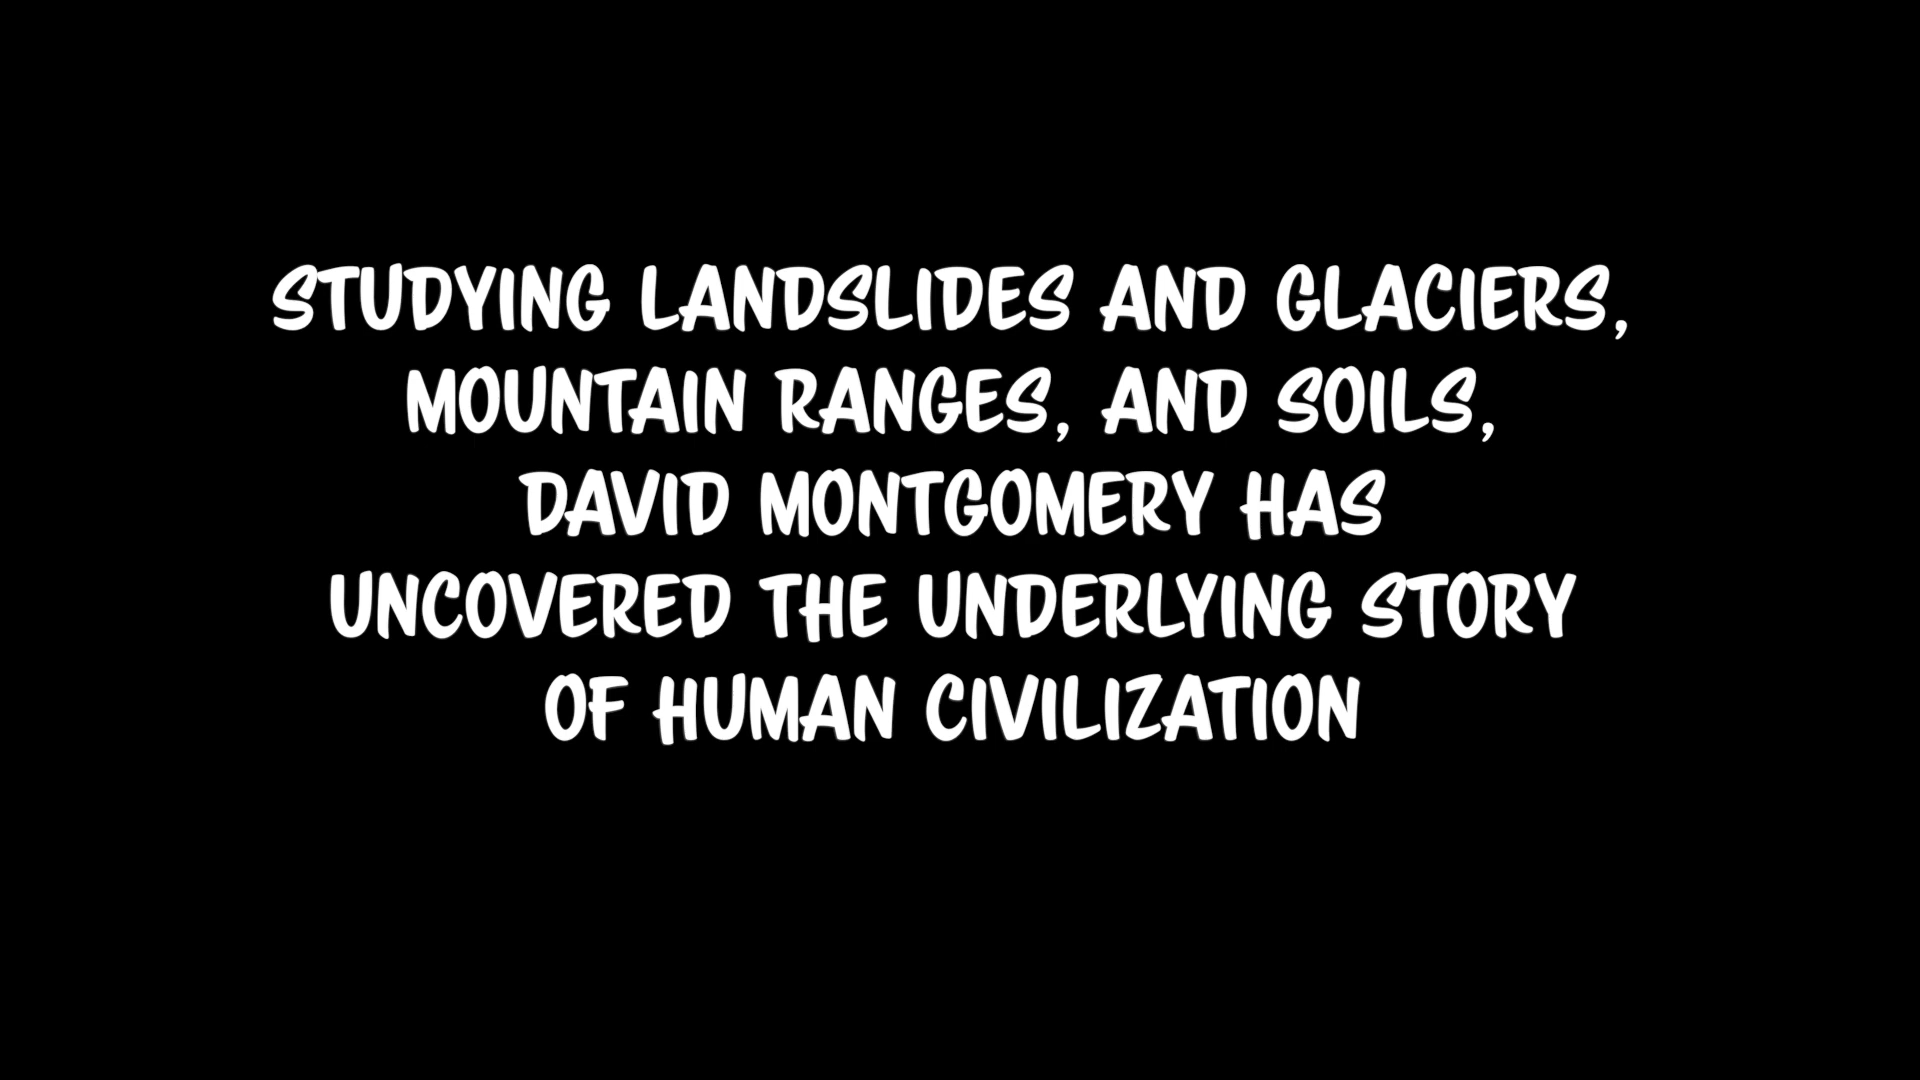 STUDYING LANDSLIDES AND GLACIERS,
MOUNTAIN RANGES, AND SOILS,
DAVID MONTGOMERY HAS
UNCOVERED THE UNDERLYING STORY
OF HUMAN CIVILIZATION